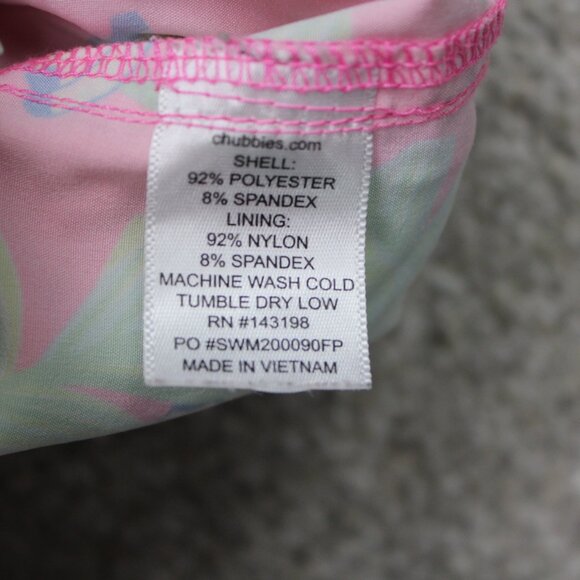 chubbies.com
SHELL:
92% POLYESTER
8% SPANDEX
LINING:
92% NYLON
8% SPANDEX
MACHINE WASH COLD
TUMBLE DRY LOW
RN #143198
PO #SWM200090FP
MADE IN VIETNAM